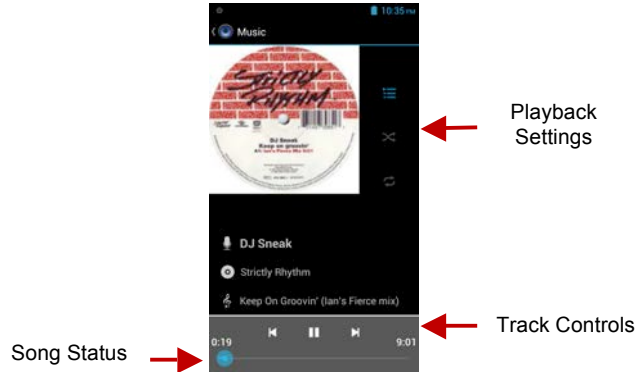 10:35 PM
Music
STRICTLY
RHYTHM
DJ Sneak
Keep on groovin'
DJ Sneak
Strictly Rhythm
Keep On Groovin' (Ian's Fierce mix)
0:19
9:01
Playback
Settings
Track Controls
Song Status